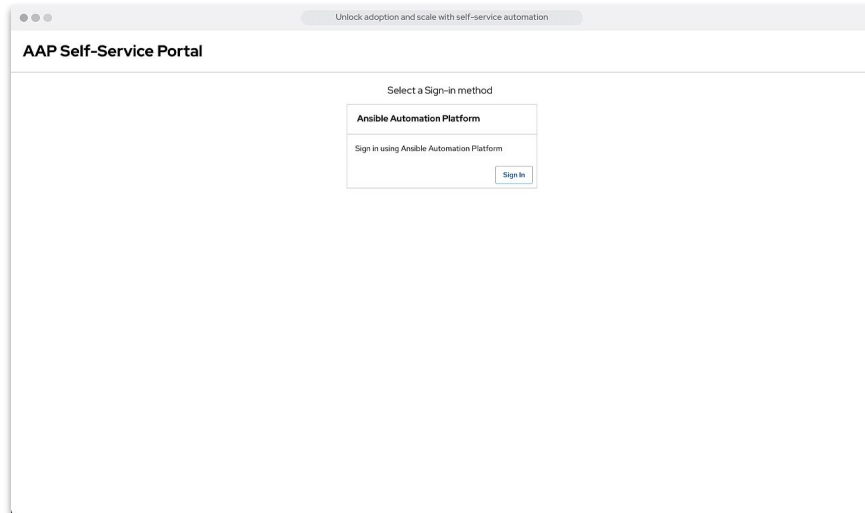 Unlock adoption and scale with self-service automation
AAP Self-Service Portal
Select a Sign-in method
Ansible Automation Platform
Sign in using Ansible Automation Platform
Sign In